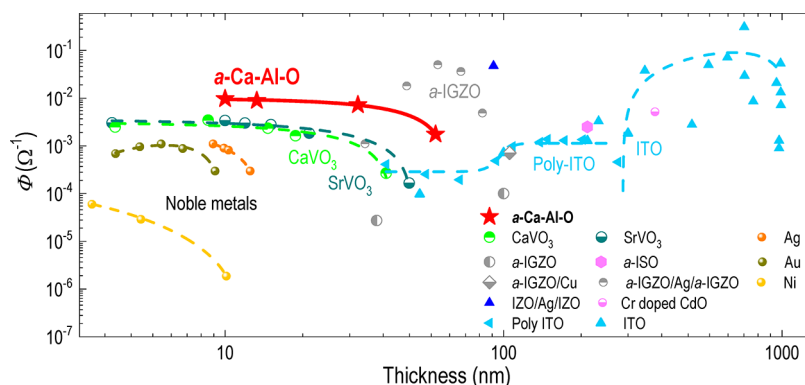 10⁻¹
10⁻²
10⁻³
10⁻⁴
10⁻⁵
10⁻⁶
10⁻⁷
Φ (Ω⁻¹)
a-Ca-Al-O
a-IGZO
CaVO₃
SrVO₃
Noble metals
Poly-ITO
ITO
a-Ca-Al-O
CaVO₃ SrVO₃ Ag
a-IGZO a-ISO Au
a-IGZO/Cu a-IGZO/Ag/a-IGZO Ni
IZO/Ag/IZO Cr doped CdO
Poly ITO ITO
10 100 1000
Thickness (nm)